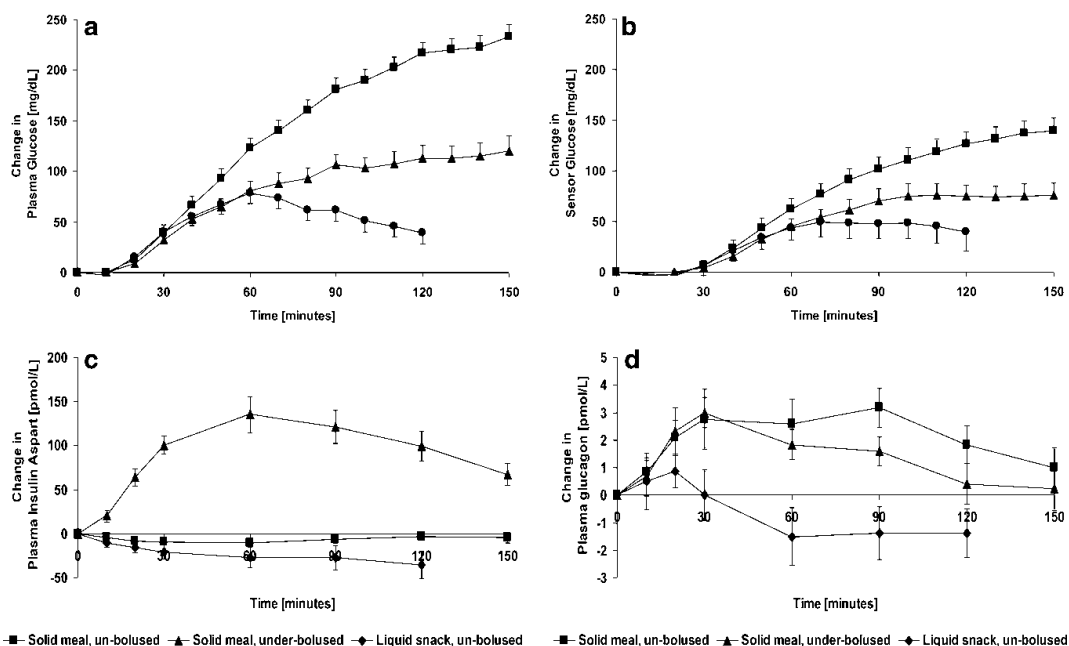 a
250
200
150
100
50
0
Change in
Plasma Glucose [mg/dL]
0 30 60 90 120 150
Time [minutes]
b
250
200
150
100
50
0
Change in
Sensor Glucose [mg/dL]
0 30 60 90 120 150
Time [minutes]
c
200
150
100
50
0
-50
Change in
Plasma Insulin Aspart [pmol/L]
0 30 60 90 120 150
Time [minutes]
d
5
4
3
2
1
0
-1
-2
-3
Change in
Plasma glucagon [pmol/L]
0 30 60 90 120 150
Time [minutes]
Solid meal, un-bolused Solid meal, under-bolused Liquid snack, un-bolused
Solid meal, un-bolused Solid meal, under-bolused Liquid snack, un-bolused